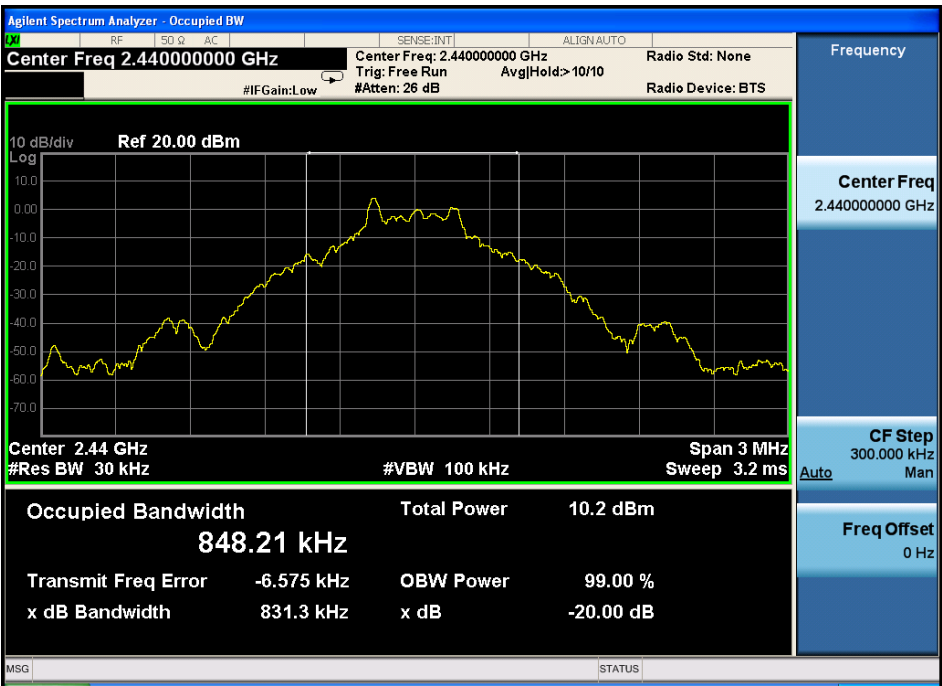 Agilent Spectrum Analyzer - Occupied BW
LXI RF 50 Ω AC SENSE:INT ALIGN AUTO
Center Freq 2.440000000 GHz
Center Freq: 2.440000000 GHz Radio Std: None
Trig: Free Run Avg|Hold:>10/10
#IFGain:Low #Atten: 26 dB Radio Device: BTS
10 dB/div Ref 20.00 dBm
Log
10.0
0.00
-10.0
-20.0
-30.0
-40.0
-50.0
-60.0
-70.0
Center 2.44 GHz Span 3 MHz
#Res BW 30 kHz #VBW 100 kHz Sweep 3.2 ms
Occupied Bandwidth Total Power 10.2 dBm
848.21 kHz
Transmit Freq Error -6.575 kHz OBW Power 99.00 %
x dB Bandwidth 831.3 kHz x dB -20.00 dB
MSG STATUS
Frequency
Center Freq
2.440000000 GHz
CF Step
300.000 kHz
Auto Man
Freq Offset
0 Hz